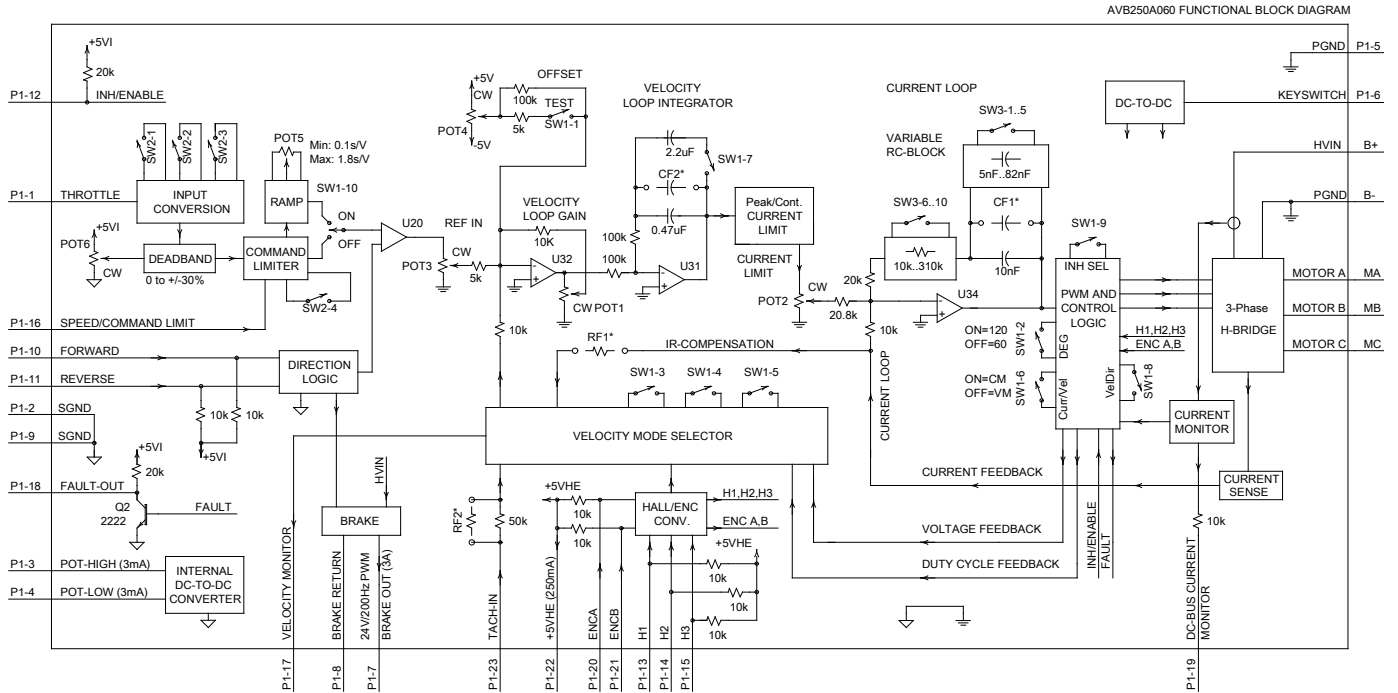 AVB250A060 FUNCTIONAL BLOCK DIAGRAM
+5VI
20k
P1-12 INH/ENABLE
SW2-1
SW2-2
SW2-3
POT5
Min: 0.1s/V
Max: 1.8s/V
P1-1 THROTTLE
INPUT
CONVERSION
RAMP
SW1-10
ON
OFF
+5VI
POT6
CW
DEADBAND
0 to +/-30%
COMMAND
LIMITER
SW2-4
U20
REF IN
CW
POT3
5k
+5V
CW
POT4
-5V
OFFSET
100k
TEST
5k
SW1-1
VELOCITY
LOOP GAIN
10K
U32
CW POT1
VELOCITY
LOOP INTEGRATOR
2.2uF
SW1-7
CF2*
0.47uF
100k
100k
U31
Peak/Cont.
CURRENT
LIMIT
CURRENT LIMIT
CW
POT2
20.8k
CURRENT LOOP
VARIABLE
RC-BLOCK
SW3-1..5
5nF..82nF
SW3-6..10
10k..310k
CF1*
10nF
20k
U34
10k
SW1-9
INH SEL
PWM AND
CONTROL
LOGIC
ON=120
OFF=60
SW1-2
DEG
ON=CM
OFF=VM
SW1-6
Curr/Vel
VelDir
SW1-8
H1,H2,H3
ENC A,B
DC-TO-DC
PGND P1-5
KEYSWITCH P1-6
HVIN B+
PGND B-
3-Phase
H-BRIDGE
MOTOR A MA
MOTOR B MB
MOTOR C MC
CURRENT
MONITOR
CURRENT
SENSE
P1-16 SPEED/COMMAND LIMIT
P1-10 FORWARD
P1-11 REVERSE
DIRECTION
LOGIC
P1-2 SGND
P1-9 SGND
10k
10k
+5VI
10k
RF1*
IR-COMPENSATION
SW1-3
SW1-4
SW1-5
VELOCITY MODE SELECTOR
CURRENT LOOP
CURRENT FEEDBACK
VOLTAGE FEEDBACK
DUTY CYCLE FEEDBACK
INH/ENABLE
FAULT
10k
+5VI
20k
P1-18 FAULT-OUT
Q2
2222
FAULT
HVIN
BRAKE
RF2*
50k
+5VHE
10k
10k
HALL/ENC
CONV.
H1,H2,H3
ENC A,B
+5VHE
10k
10k
10k
P1-3 POT-HIGH (3mA)
P1-4 POT-LOW (3mA)
INTERNAL
DC-TO-DC
CONVERTER
VELOCITY MONITOR
BRAKE RETURN
24V/200Hz PWM
BRAKE OUT (3A)
TACH-IN
+5VHE (250mA)
ENCA
ENCB
H1
H2
H3
DC-BUS CURRENT
MONITOR
P1-17
P1-8
P1-7
P1-23
P1-22
P1-20
P1-21
P1-13
P1-14
P1-15
P1-19